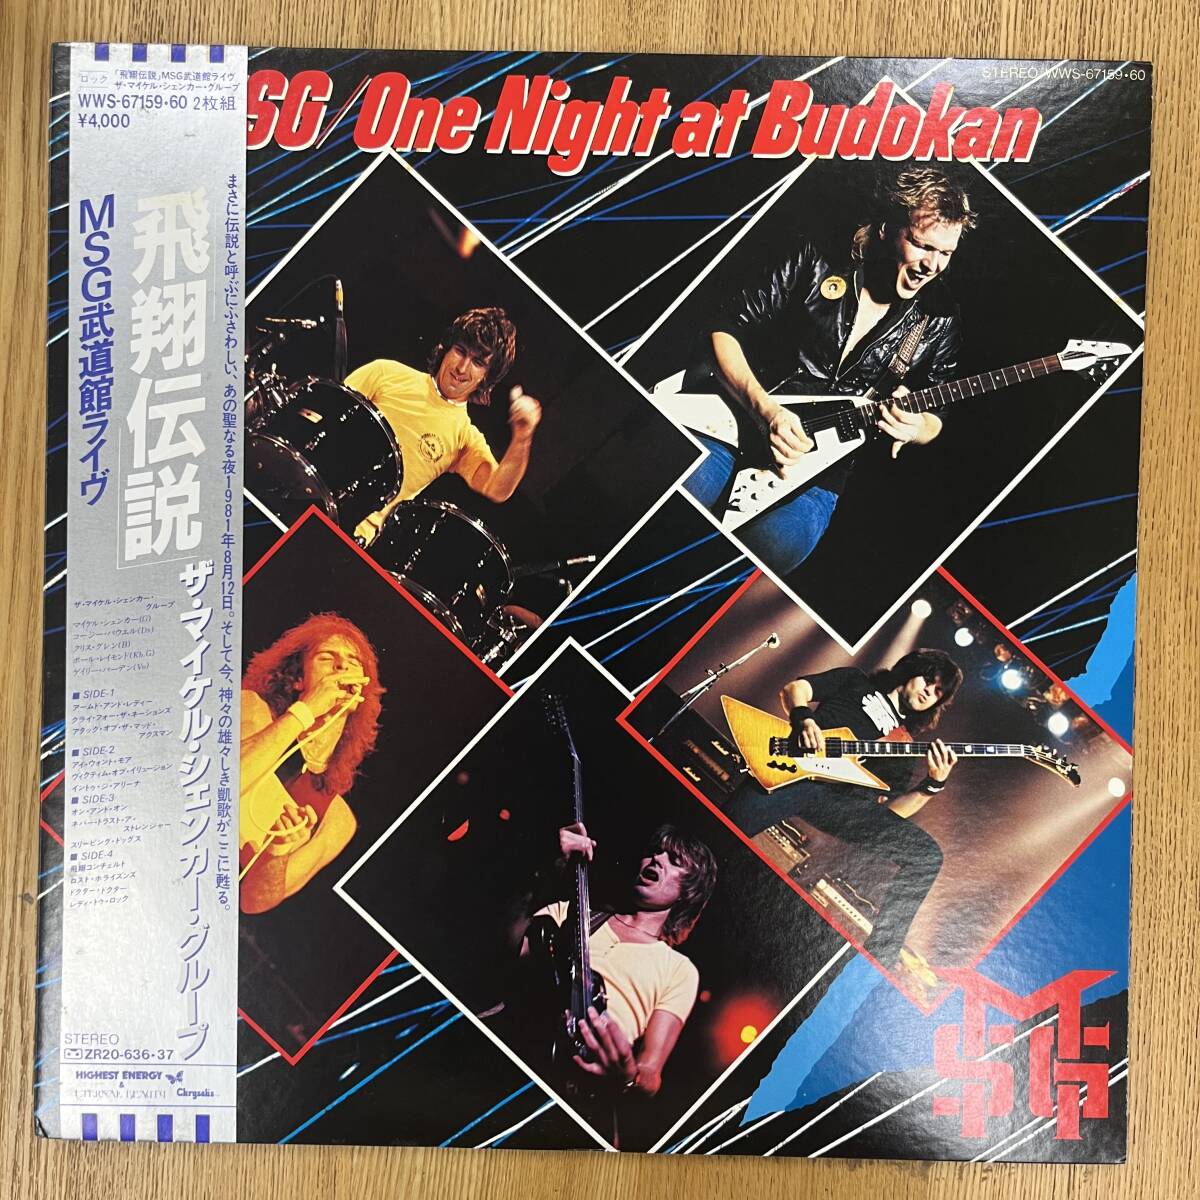 ロック 「飛翔伝説」MSG武道館ライヴ
ザ・マイケル・シェンカー・グループ
WWS-67159・60 2枚組
¥4,000
SG/One Night at Budokan
STEREO WWS-67159・60
まさに伝説と呼ぶにふさわしい、あの聖なる夜1981年8月12日。そして今、神々の雄々しき凱歌がここに甦る。
「飛翔伝説」
MSG武道館ライヴ
ザ・マイケル・シェンカー・グループ
ザ・マイケル・シェンカー・
グループ
マイケル・シェンカー(G)
コージー・パウエル(Ds)
クリス・グレン(B)
ポール・レイモンド(Kb, G)
ゲイリー・バーデン(Vo)
■ SIDE-1
アームド・アンド・レディー
クライ・フォー・ザ・ネーションズ
アタック・オブ・ザ・マッド・
アクスマン
■ SIDE-2
アイ・ウォント・モア
ヴィクティム・オブ・イリュージョン
イントゥ・ジ・アリーナ
■ SIDE-3
オン・アンド・オン
ネバー・トラスト・ア・
ストレンジャー
スリーピング・ドッグス
■ SIDE-4
飛翔コンチェルト
ロスト・ホライズンズ
ドクター・ドクター
レディ・トゥ・ロック
STEREO
ZR20-636・37
HIGHEST ENERGY
&
ETERNAL BEAUTY
Chrysalis
MSG